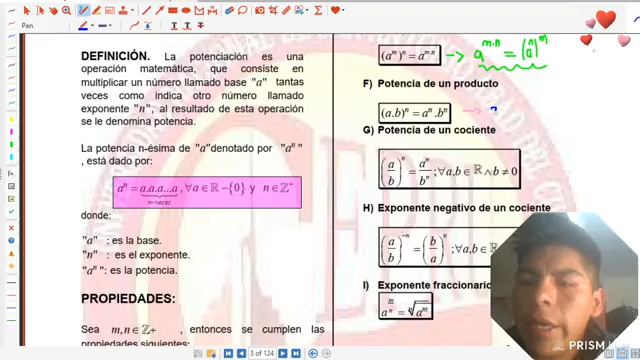 Pen
DEFINICIÓN: La potenciación es una
operación matemática, que consiste en
multiplicar un número llamado base "a" tantas
veces como indica otro número llamado
exponente "n", al resultado de esta operación
se le denomina potencia.
La potencia n-ésima de "a" denotado por "aⁿ"
, está dado por:
aⁿ = a.a.a...a, ∀a ∈ ℝ − {0} y n ∈ ℤ⁺
n-veces
donde:
"a" : es la base.
"n" : es el exponente.
"aⁿ": es la potencia.
PROPIEDADES:
Sea m, n ∈ ℤ+ , entonces se cumplen las
propiedades siguientes:
(aᵐ)ⁿ = aᵐ·ⁿ → aᵐ·ⁿ = (aⁿ)ᵐ
F) Potencia de un producto
(a.b)ⁿ = aⁿ.bⁿ →
G) Potencia de un cociente
(a/b)ⁿ = aⁿ/bⁿ ; ∀a,b ∈ ℝ ∧ b ≠ 0
H) Exponente negativo de un cociente
(a/b)⁻ⁿ = (b/a)ⁿ ; ∀a,b ∈ ℝ
I) Exponente fraccionario
a^(m/n) = ⁿ√aᵐ
3 of 124
PRISM